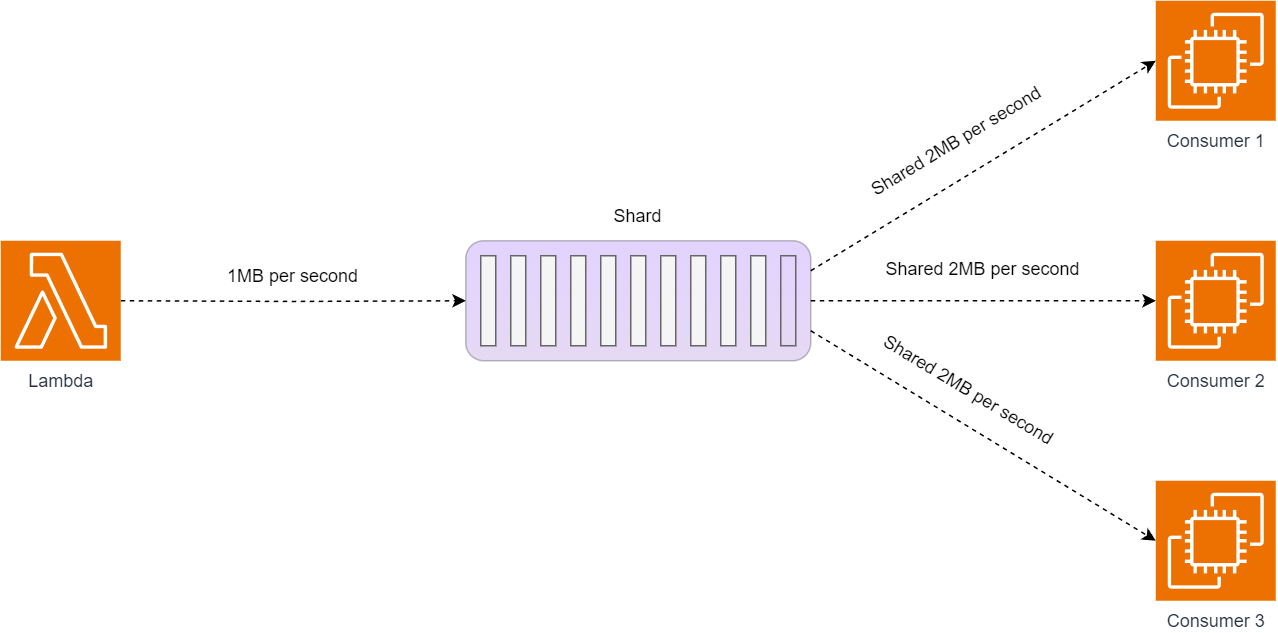 Shared 2MB per second
Consumer 1
Shard
Lambda
1MB per second
Shared 2MB per second
Consumer 2
Shared 2MB per second
Consumer 3